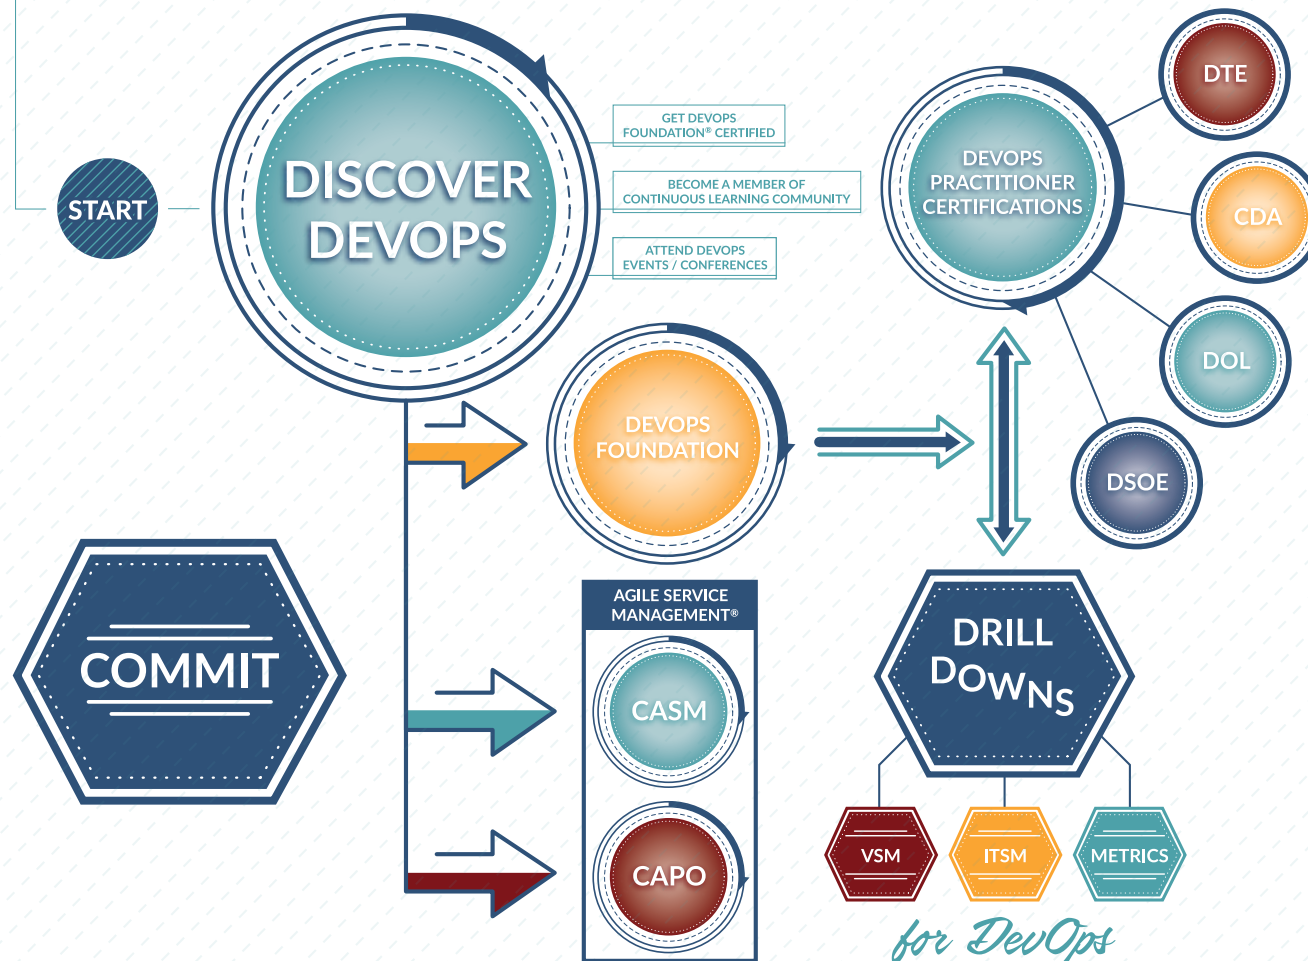 START
DISCOVER
DEVOPS
GET DEVOPS
FOUNDATION® CERTIFIED
BECOME A MEMBER OF
CONTINUOUS LEARNING COMMUNITY
ATTEND DEVOPS
EVENTS / CONFERENCES
DEVOPS
PRACTITIONER
CERTIFICATIONS
DTE
CDA
DOL
DSOE
DEVOPS
FOUNDATION
COMMIT
AGILE SERVICE
MANAGEMENT®
CASM
CAPO
DRILL
DOWNS
VSM
ITSM
METRICS
for DevOps